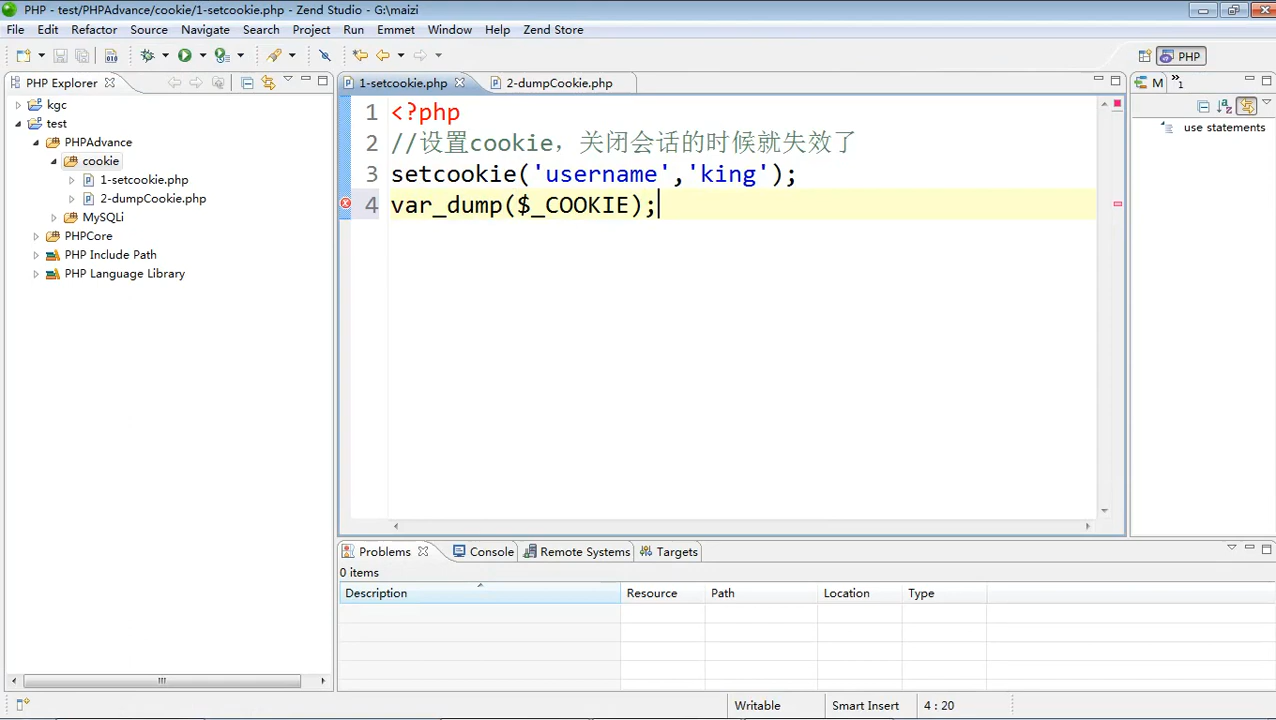 PHP - test/PHPAdvance/cookie/1-setcookie.php - Zend Studio - G:\maizi
File Edit Refactor Source Navigate Search Project Run Emmet Window Help Zend Store
PHP
PHP Explorer
1-setcookie.php 2-dumpCookie.php
M
»1
kgc
test
PHPAdvance
cookie
1-setcookie.php
2-dumpCookie.php
MySQLi
PHPCore
PHP Include Path
PHP Language Library
1 <?php
2 //设置cookie，关闭会话的时候就失效了
3 setcookie('username','king');
4 var_dump($_COOKIE);
use statements
Problems Console Remote Systems Targets
0 items
Description Resource Path Location Type
Writable Smart Insert 4 : 20